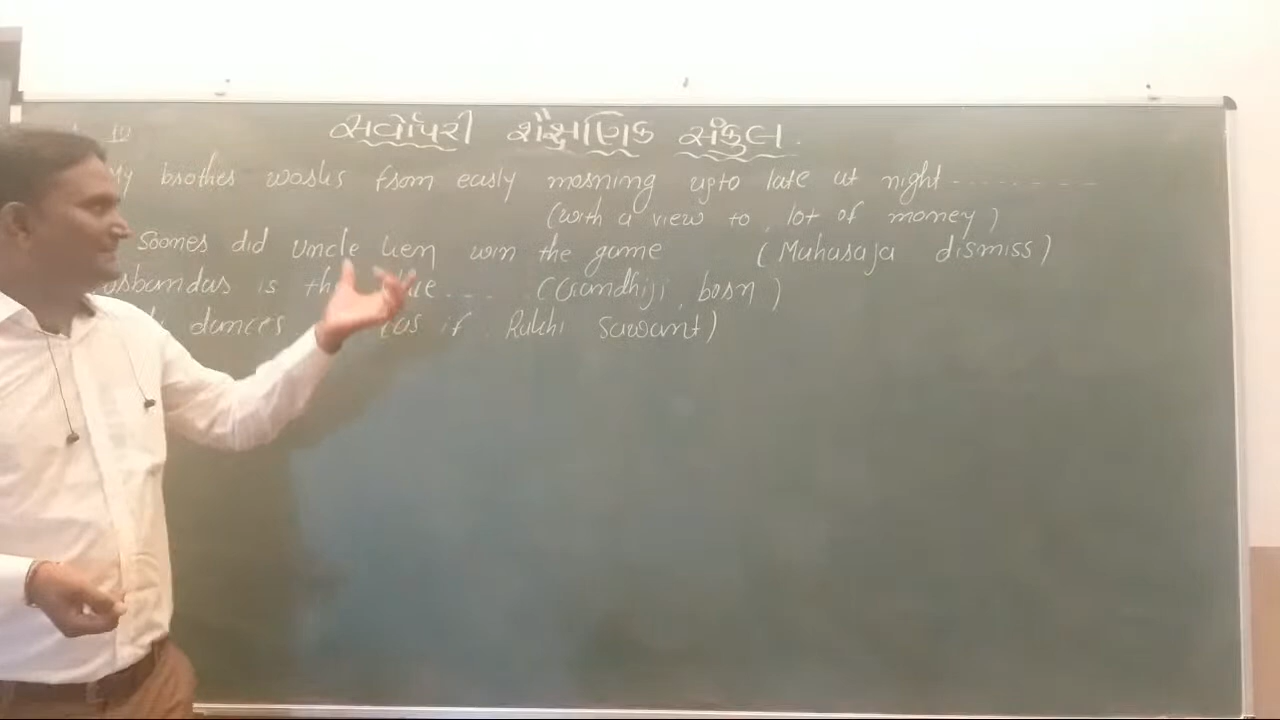 10 સર્વોપરી શૈક્ષણિક સંકુલ.
My brother works from early morning upto late at night ---------
(with a view to, lot of money)
Sooner did uncle Ken win the game (Maharaja dismiss)
is the .... (Gandhiji, born)
dances (as if, Rakhi Sawant)